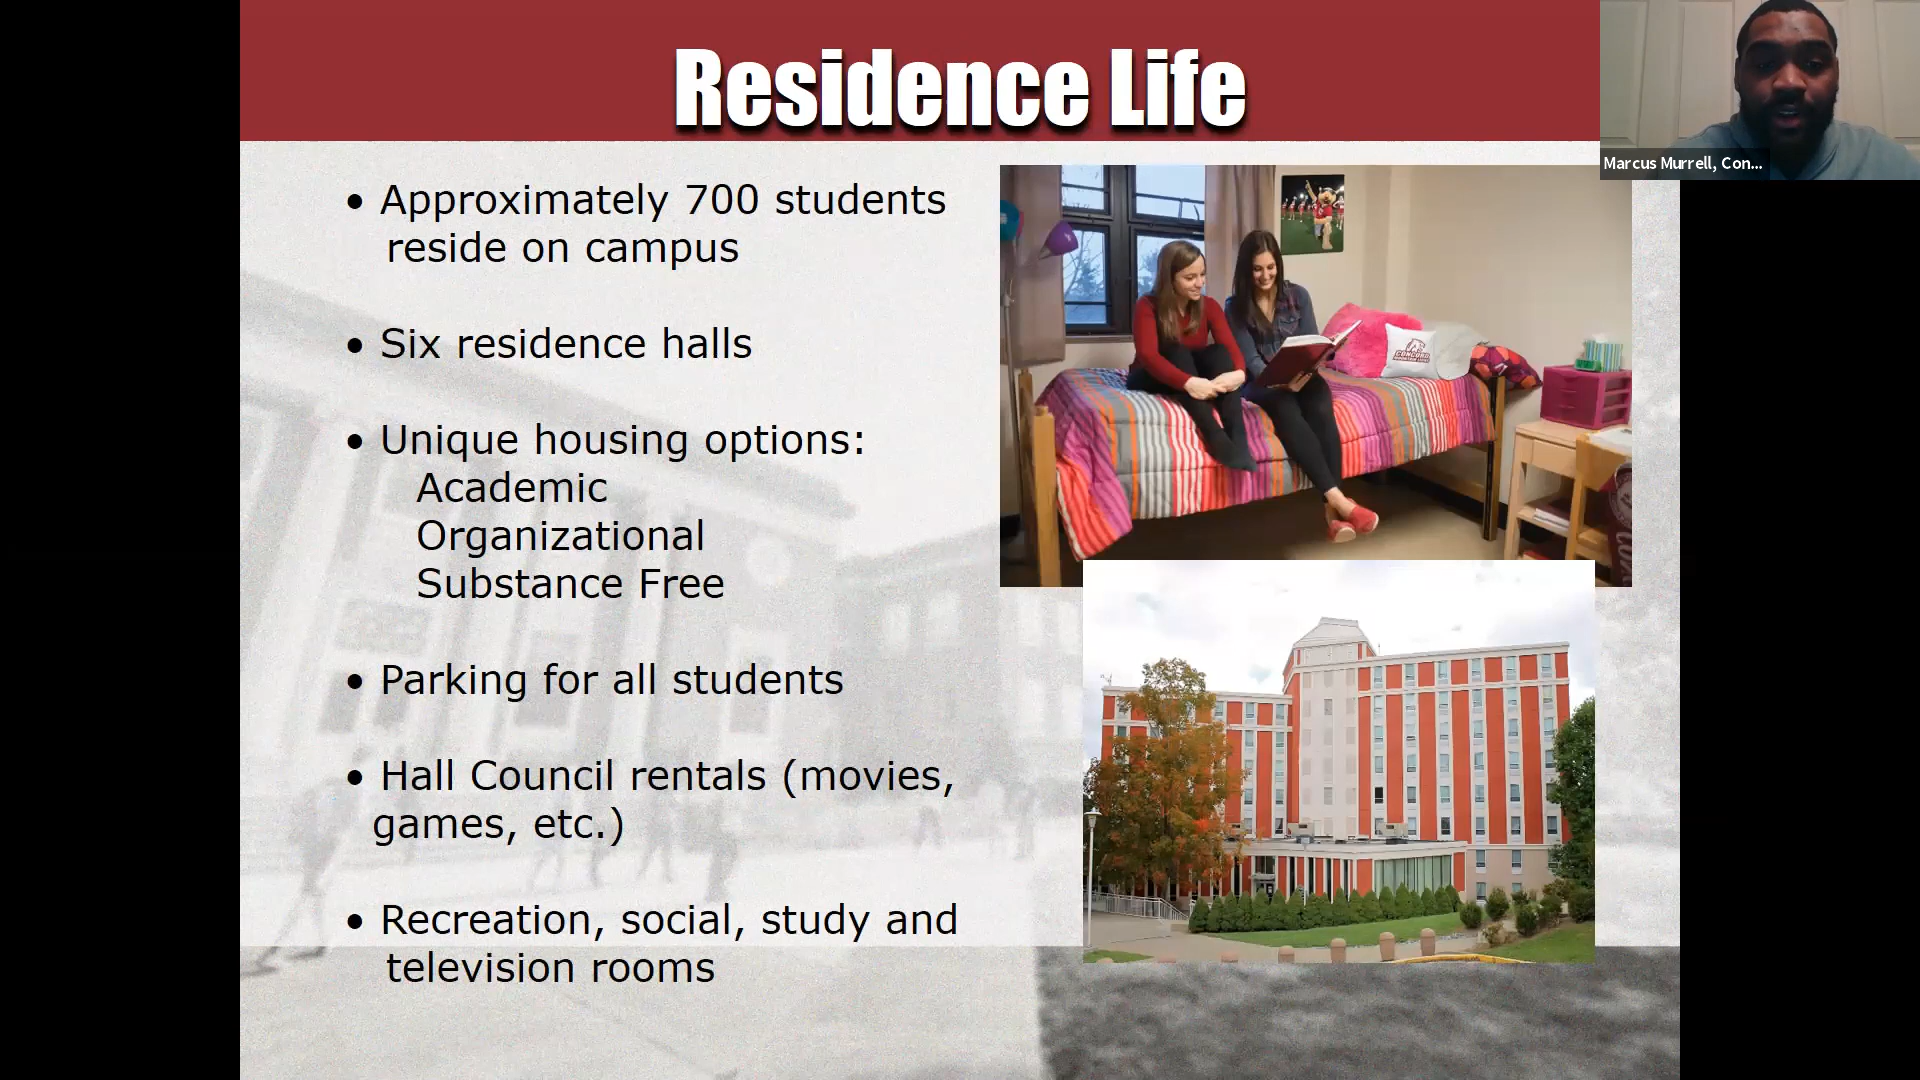 Residence Life
Marcus Murrell, Con...
• Approximately 700 students
reside on campus
• Six residence halls
• Unique housing options:
Academic
Organizational
Substance Free
• Parking for all students
• Hall Council rentals (movies,
games, etc.)
• Recreation, social, study and
television rooms
CONCORD